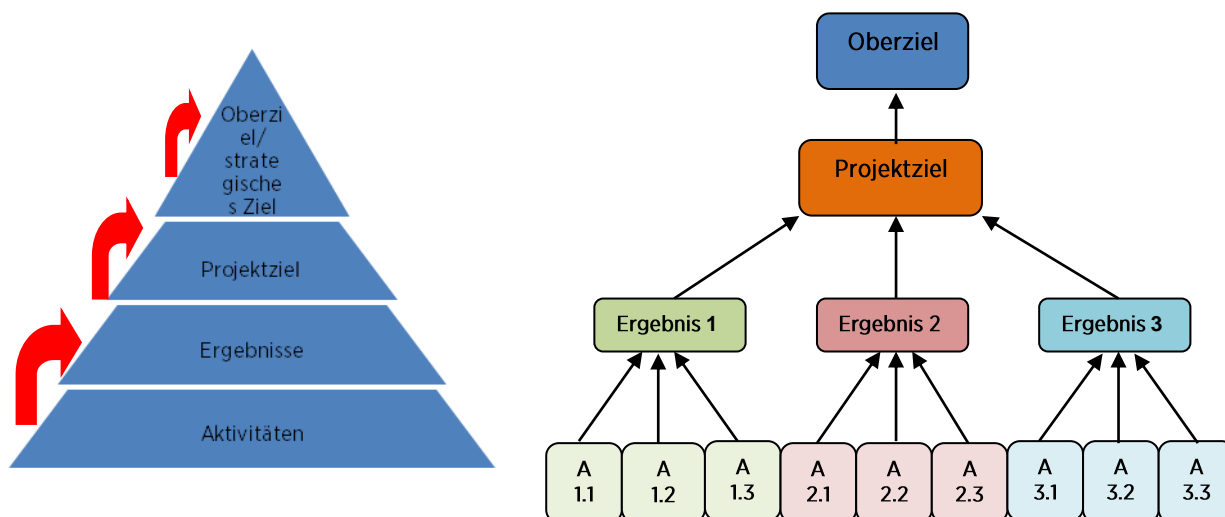 Oberzi
el/
strate
gische
s Ziel
Projektziel
Ergebnisse
Aktivitäten
Oberziel
Projektziel
Ergebnis 1
Ergebnis 2
Ergebnis 3
A
1.1
A
1.2
A
1.3
A
2.1
A
2.2
A
2.3
A
3.1
A
3.2
A
3.3